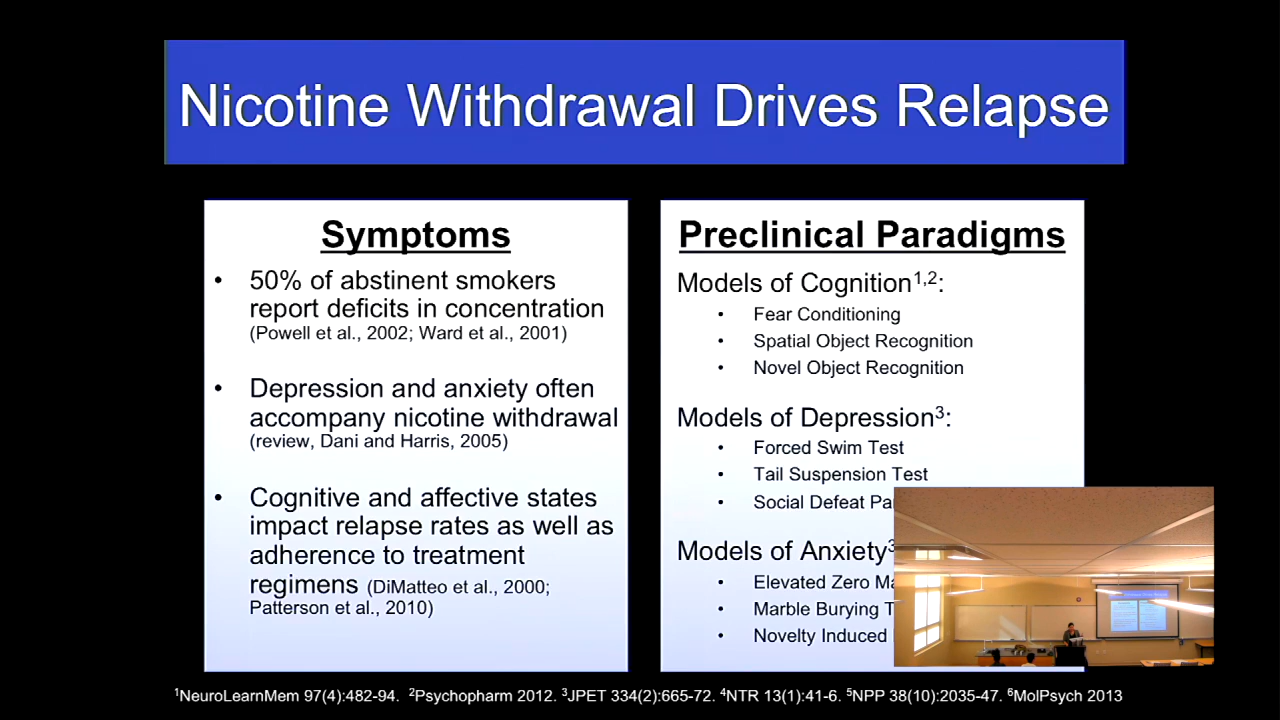 Nicotine Withdrawal Drives Relapse
Symptoms
• 50% of abstinent smokers
report deficits in concentration
(Powell et al., 2002; Ward et al., 2001)
• Depression and anxiety often
accompany nicotine withdrawal
(review, Dani and Harris, 2005)
• Cognitive and affective states
impact relapse rates as well as
adherence to treatment
regimens (DiMatteo et al., 2000;
Patterson et al., 2010)
Preclinical Paradigms
Models of Cognition¹,²:
• Fear Conditioning
• Spatial Object Recognition
• Novel Object Recognition
Models of Depression³:
• Forced Swim Test
• Tail Suspension Test
• Social Defeat
Models of Anxiety³
• Elevated Zero
• Marble Burying
• Novelty Induced
¹NeuroLearnMem 97(4):482-94. ²Psychopharm 2012. ³JPET 334(2):665-72. ⁴NTR 13(1):41-6. ⁵NPP 38(10):2035-47. ⁶MolPsych 2013